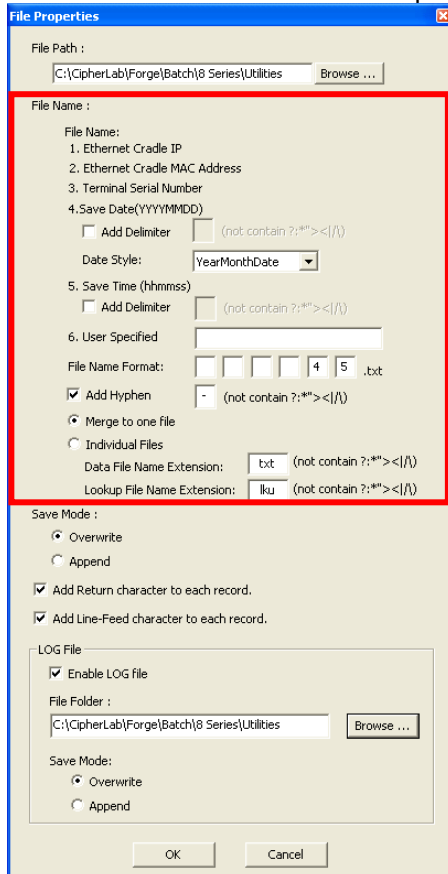 File Properties
File Path :
C:\CipherLab\Forge\Batch\8 Series\Utilities Browse ...
File Name :
File Name:
1. Ethernet Cradle IP
2. Ethernet Cradle MAC Address
3. Terminal Serial Number
4.Save Date(YYYYMMDD)
Add Delimiter (not contain ?:*"><|/\)
Date Style: YearMonthDate
5. Save Time (hhmmss)
Add Delimiter (not contain ?:*"><|/\)
6. User Specified
File Name Format: 4 5 .txt
Add Hyphen - (not contain ?:*"><|/\)
Merge to one file
Individual Files
Data File Name Extension: txt (not contain ?:*"><|/\)
Lookup File Name Extension: lku (not contain ?:*"><|/\)
Save Mode :
Overwrite
Append
Add Return character to each record.
Add Line-Feed character to each record.
LOG File
Enable LOG file
File Folder :
C:\CipherLab\Forge\Batch\8 Series\Utilities Browse ...
Save Mode:
Overwrite
Append
OK Cancel